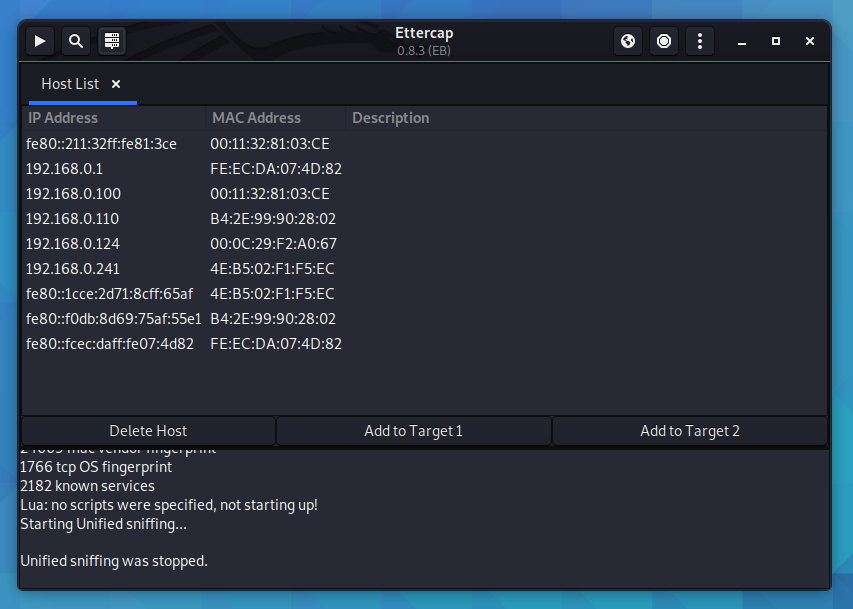 Ettercap
0.8.3 (EB)
Host List
IP Address MAC Address Description
fe80::211:32ff:fe81:3ce 00:11:32:81:03:CE
192.168.0.1 FE:EC:DA:07:4D:82
192.168.0.100 00:11:32:81:03:CE
192.168.0.110 B4:2E:99:90:28:02
192.168.0.124 00:0C:29:F2:A0:67
192.168.0.241 4E:B5:02:F1:F5:EC
fe80::1cce:2d71:8cff:65af 4E:B5:02:F1:F5:EC
fe80::f0db:8d69:75af:55e1 B4:2E:99:90:28:02
fe80::fcec:daff:fe07:4d82 FE:EC:DA:07:4D:82
Delete Host Add to Target 1 Add to Target 2
mac vendor fingerprint
1766 tcp OS fingerprint
2182 known services
Lua: no scripts were specified, not starting up!
Starting Unified sniffing...
Unified sniffing was stopped.